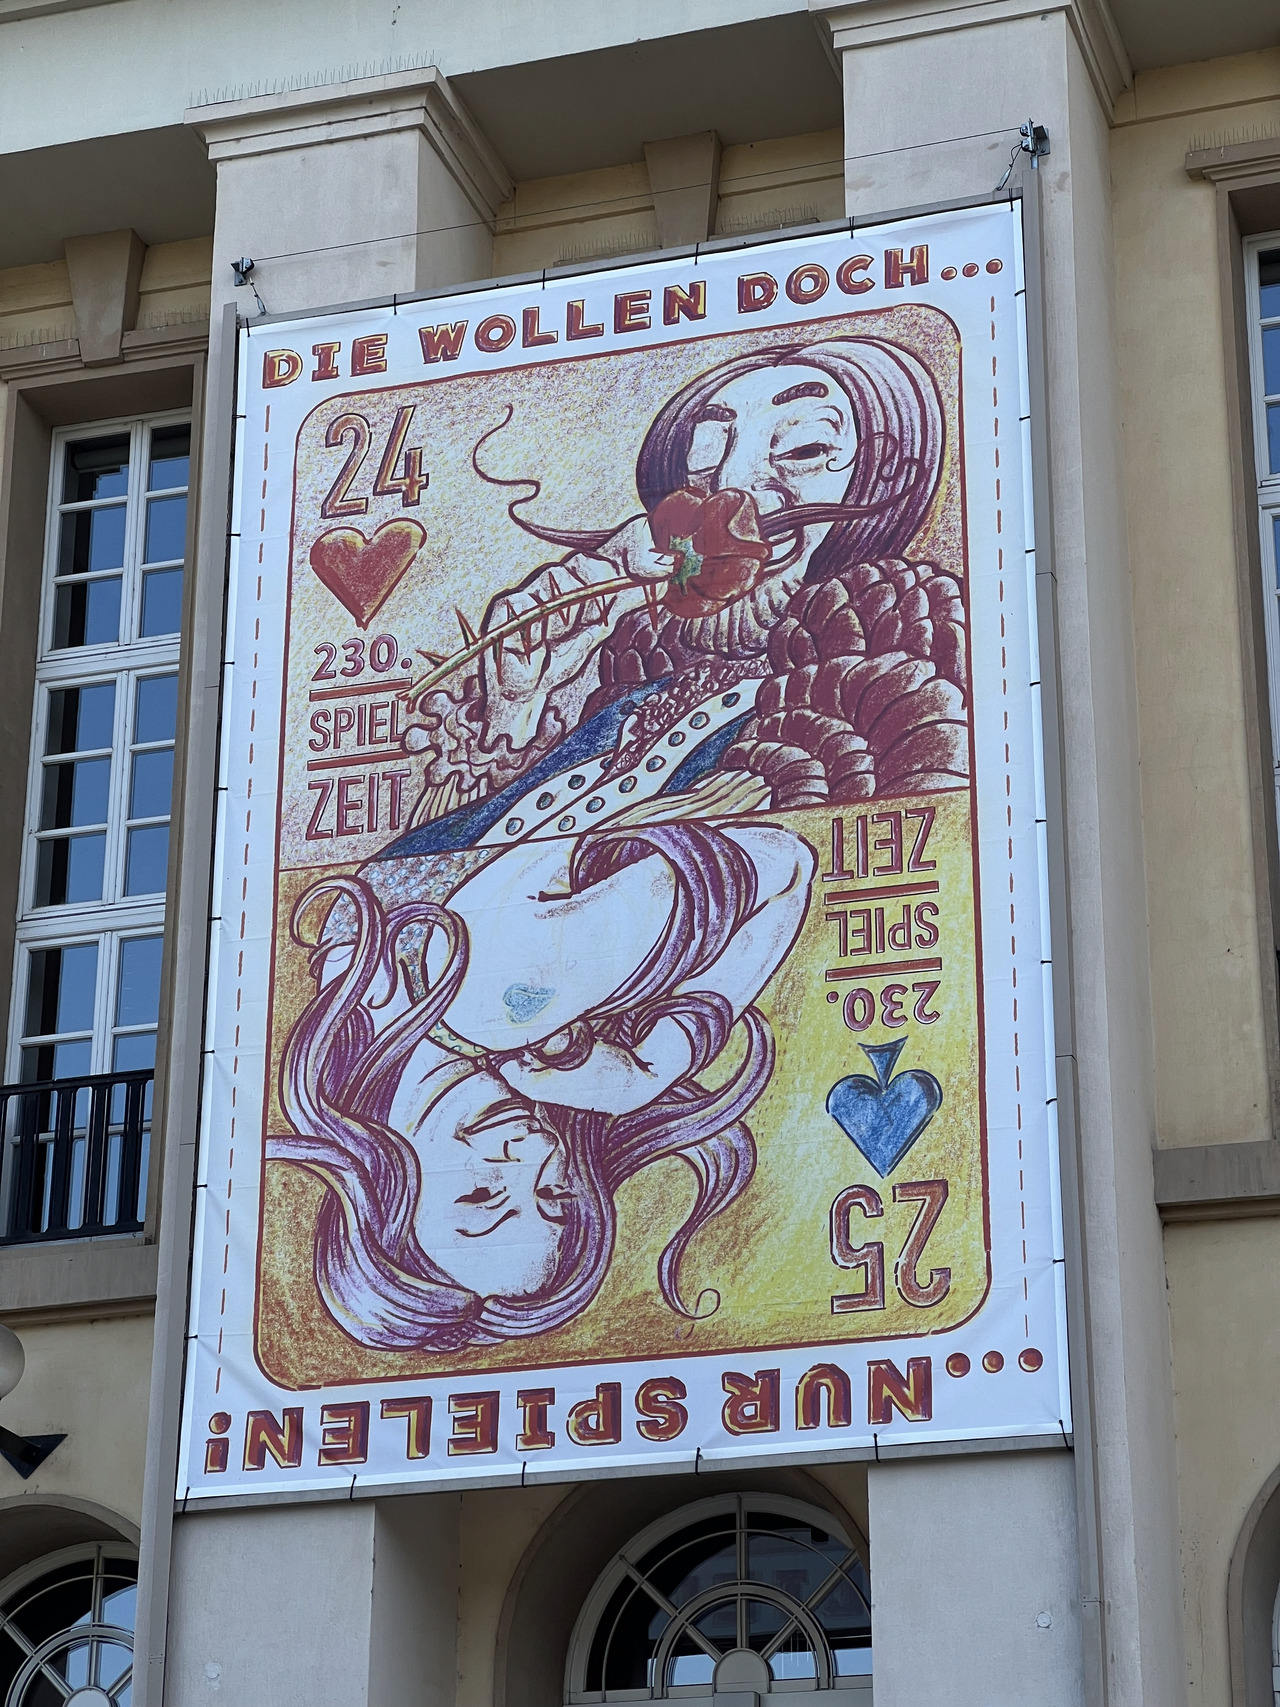 DIE WOLLEN DOCH...
24
230.
SPIEL
ZEIT
ZEIT
SPIEL
230.
25
...NUR SPIELEN!